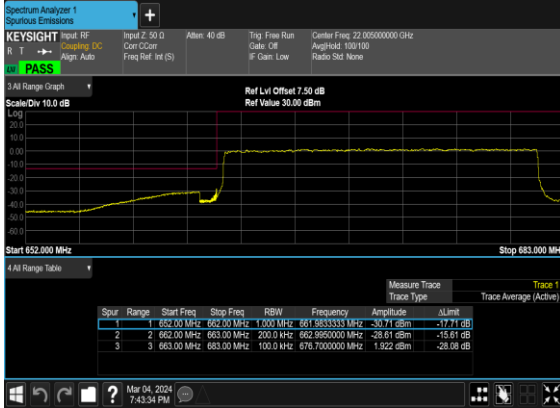 Spectrum Analyzer 1
Spurious Emissions
+
KEYSIGHT Input: RF Input Z: 50 Ω Atten: 40 dB Trig: Free Run Center Freq: 22.005000000 GHz
R T Coupling: DC Corr CCorr Gate: Off Avg|Hold: 100/100
Align: Auto Freq Ref: Int (S) IF Gain: Low Radio Std: None
PASS
3 All Range Graph
Ref Lvl Offset 7.50 dB
Scale/Div 10.0 dB Ref Value 30.00 dBm
Log
20.0
10.0
0.00
-10.0
-20.0
-30.0
-40.0
-50.0
-60.0
Start 652.000 MHz Stop 683.000 MH
4 All Range Table
Measure Trace Trace 1
Trace Type Trace Average (Active)
Spur Range Start Freq Stop Freq RBW Frequency Amplitude ΔLimit
1 1 652.00 MHz 662.00 MHz 1.000 MHz 661.9833333 MHz -30.71 dBm -17.71 dB
2 2 662.00 MHz 663.00 MHz 200.0 kHz 662.9950000 MHz -28.61 dBm -15.61 dB
3 3 663.00 MHz 683.00 MHz 100.0 kHz 676.7000000 MHz 1.922 dBm -28.08 dB
? Mar 04, 2024
7:43:34 PM